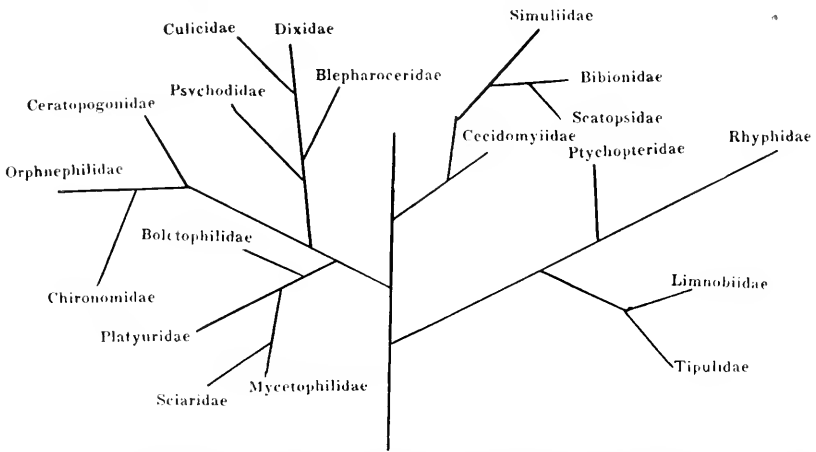 Simuliidae
Culicidae Dixidae
Blepharoceridae
Bibionidae
Psychodidae
Ceratopogonidae
Scatopsidae
Cecidomyiidae
Rhyphidae
Ptychopteridae
Orphnephilidae
Boletophilidae
Limnobiidae
Chironomidae
Platyuridae
Tipulidae
Mycetophilidae
Sciaridae